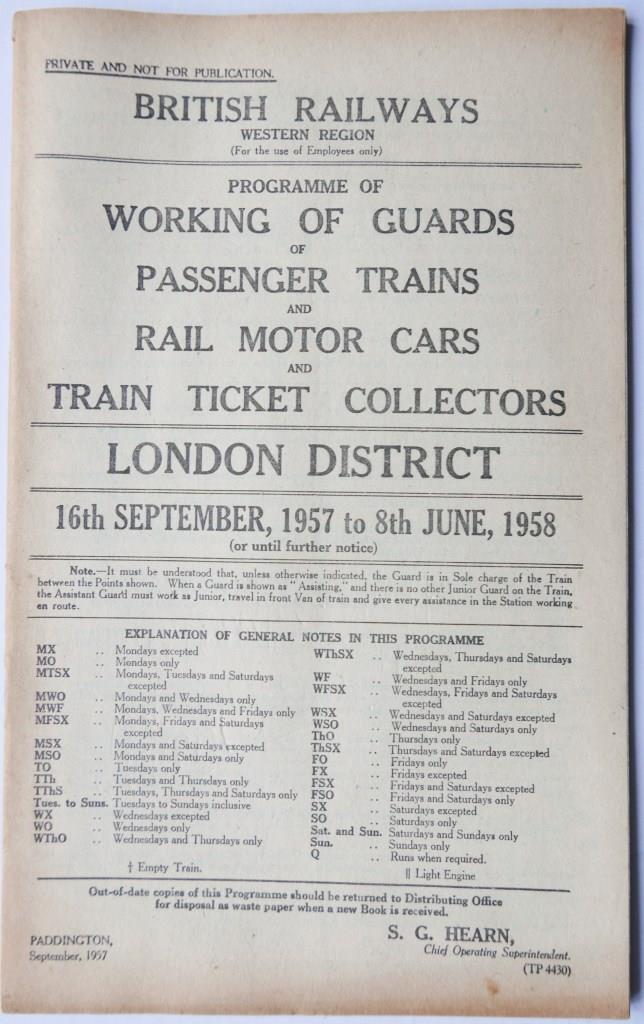 PRIVATE AND NOT FOR PUBLICATION.
BRITISH RAILWAYS
WESTERN REGION
(For the use of Employees only)
PROGRAMME OF
WORKING OF GUARDS
OF
PASSENGER TRAINS
AND
RAIL MOTOR CARS
AND
TRAIN TICKET COLLECTORS
LONDON DISTRICT
16th SEPTEMBER, 1957 to 8th JUNE, 1958
(or until further notice)
Note.—It must be understood that, unless otherwise indicated, the Guard is in Sole charge of the Train
between the Points shown. When a Guard is shown as "Assisting," and there is no other Junior Guard on the Train,
the Assistant Guard must work as Junior, travel in front Van of train and give every assistance in the Station working
en route.
EXPLANATION OF GENERAL NOTES IN THIS PROGRAMME
MX .. Mondays excepted
MO .. Mondays only
MTSX .. Mondays, Tuesdays and Saturdays
excepted
MWO .. Mondays and Wednesdays only
MWF .. Mondays, Wednesdays and Fridays only
MFSX .. Mondays, Fridays and Saturdays
excepted
MSX .. Mondays and Saturdays excepted
MSO .. Mondays and Saturdays only
TO .. Tuesdays only
TTh .. Tuesdays and Thursdays only
TThS .. Tuesdays, Thursdays and Saturdays only
Tues. to Suns. Tuesdays to Sundays inclusive
WX .. Wednesdays excepted
WO .. Wednesdays only
WThO .. Wednesdays and Thursdays only
† Empty Train.
WThSX .. Wednesdays, Thursdays and Saturdays
excepted
WF .. Wednesdays and Fridays only
WFSX .. Wednesdays, Fridays and Saturdays
excepted
WSX .. Wednesdays and Saturdays excepted
WSO .. Wednesdays and Saturdays only
ThO .. Thursdays only
ThSX .. Thursdays and Saturdays excepted
FO .. Fridays only
FX .. Fridays excepted
FSX .. Fridays and Saturdays excepted
FSO .. Fridays and Saturdays only
SX .. Saturdays excepted
SO .. Saturdays only
Sat. and Sun. Saturdays and Sundays only
Sun. .. Sundays only
Q .. Runs when required.
|| Light Engine
Out-of-date copies of this Programme should be returned to Distributing Office
for disposal as waste paper when a new Book is received.
PADDINGTON,
September, 1957
S. G. HEARN,
Chief Operating Superintendent.
(TP 4430)